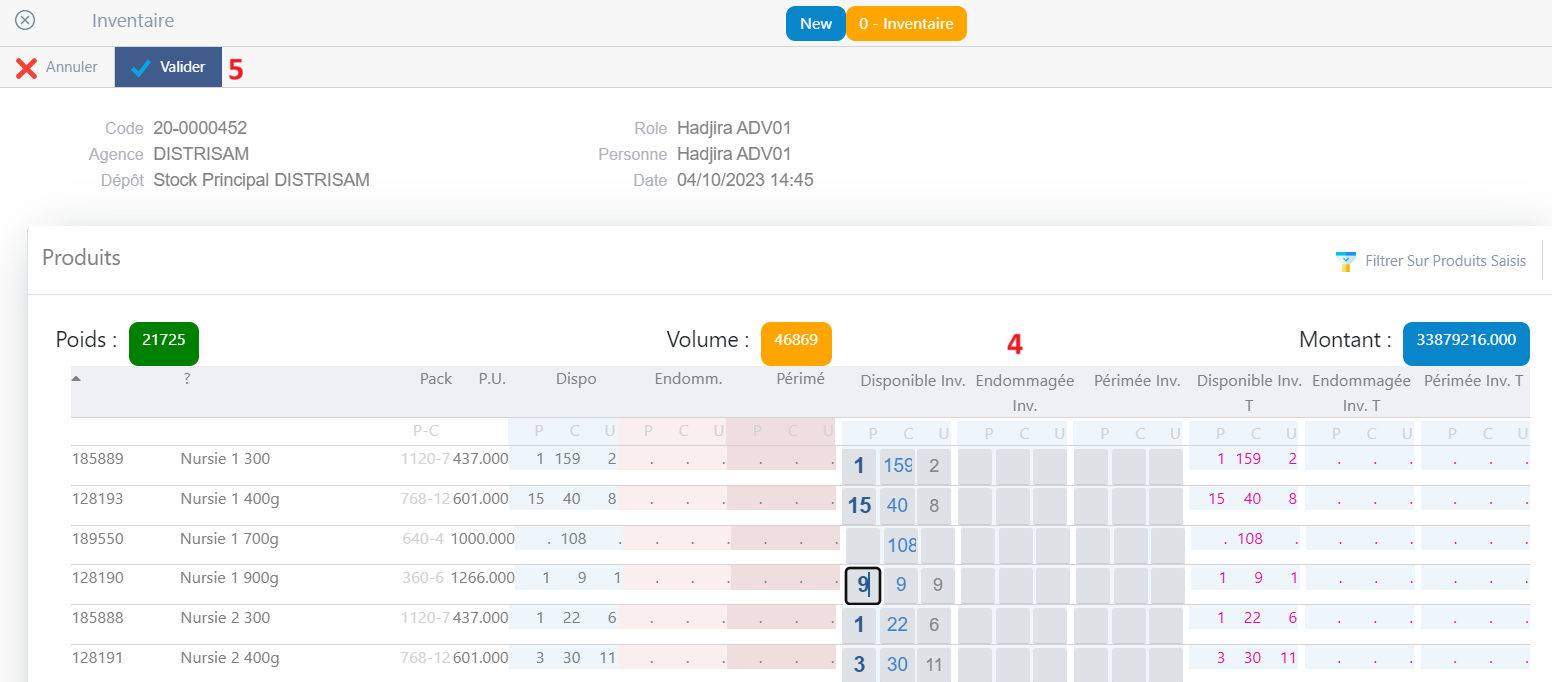 Inventaire New 0 - Inventaire
Annuler Valider 5
Code 20-0000452 Role Hadjira ADV01
Agence DISTRISAM Personne Hadjira ADV01
Dépôt Stock Principal DISTRISAM Date 04/10/2023 14:45
Produits Filtrer Sur Produits Saisis
Poids : 21725 Volume : 46869 4 Montant : 33879216.000
? Pack P.U. Dispo Endomm. Périmé Disponible Inv. Endommagée Inv. Périmée Inv. Disponible Inv. T Endommagée Inv. T Périmée Inv. T
P-C P C U P C U P C U P C U P C U P C U P C U P C U P C U
185889 Nursie 1 300 1120-7 437.000 1 159 2 . . . . . . 1 159 2 1 159 2 . . . . . .
128193 Nursie 1 400g 768-12 601.000 15 40 8 . . . . . . 15 40 8 15 40 8 . . . . . .
189550 Nursie 1 700g 640-4 1000.000 . 108 . . . . . . . 108 . 108 . . . . . . .
128190 Nursie 1 900g 360-6 1266.000 1 9 1 . . . . . . 9 9 9 1 9 1 . . . . . .
185888 Nursie 2 300 1120-7 437.000 1 22 6 . . . . . . 1 22 6 1 22 6 . . . . . .
128191 Nursie 2 400g 768-12 601.000 3 30 11 . . . . . . 3 30 11 3 30 11 . . . . . .